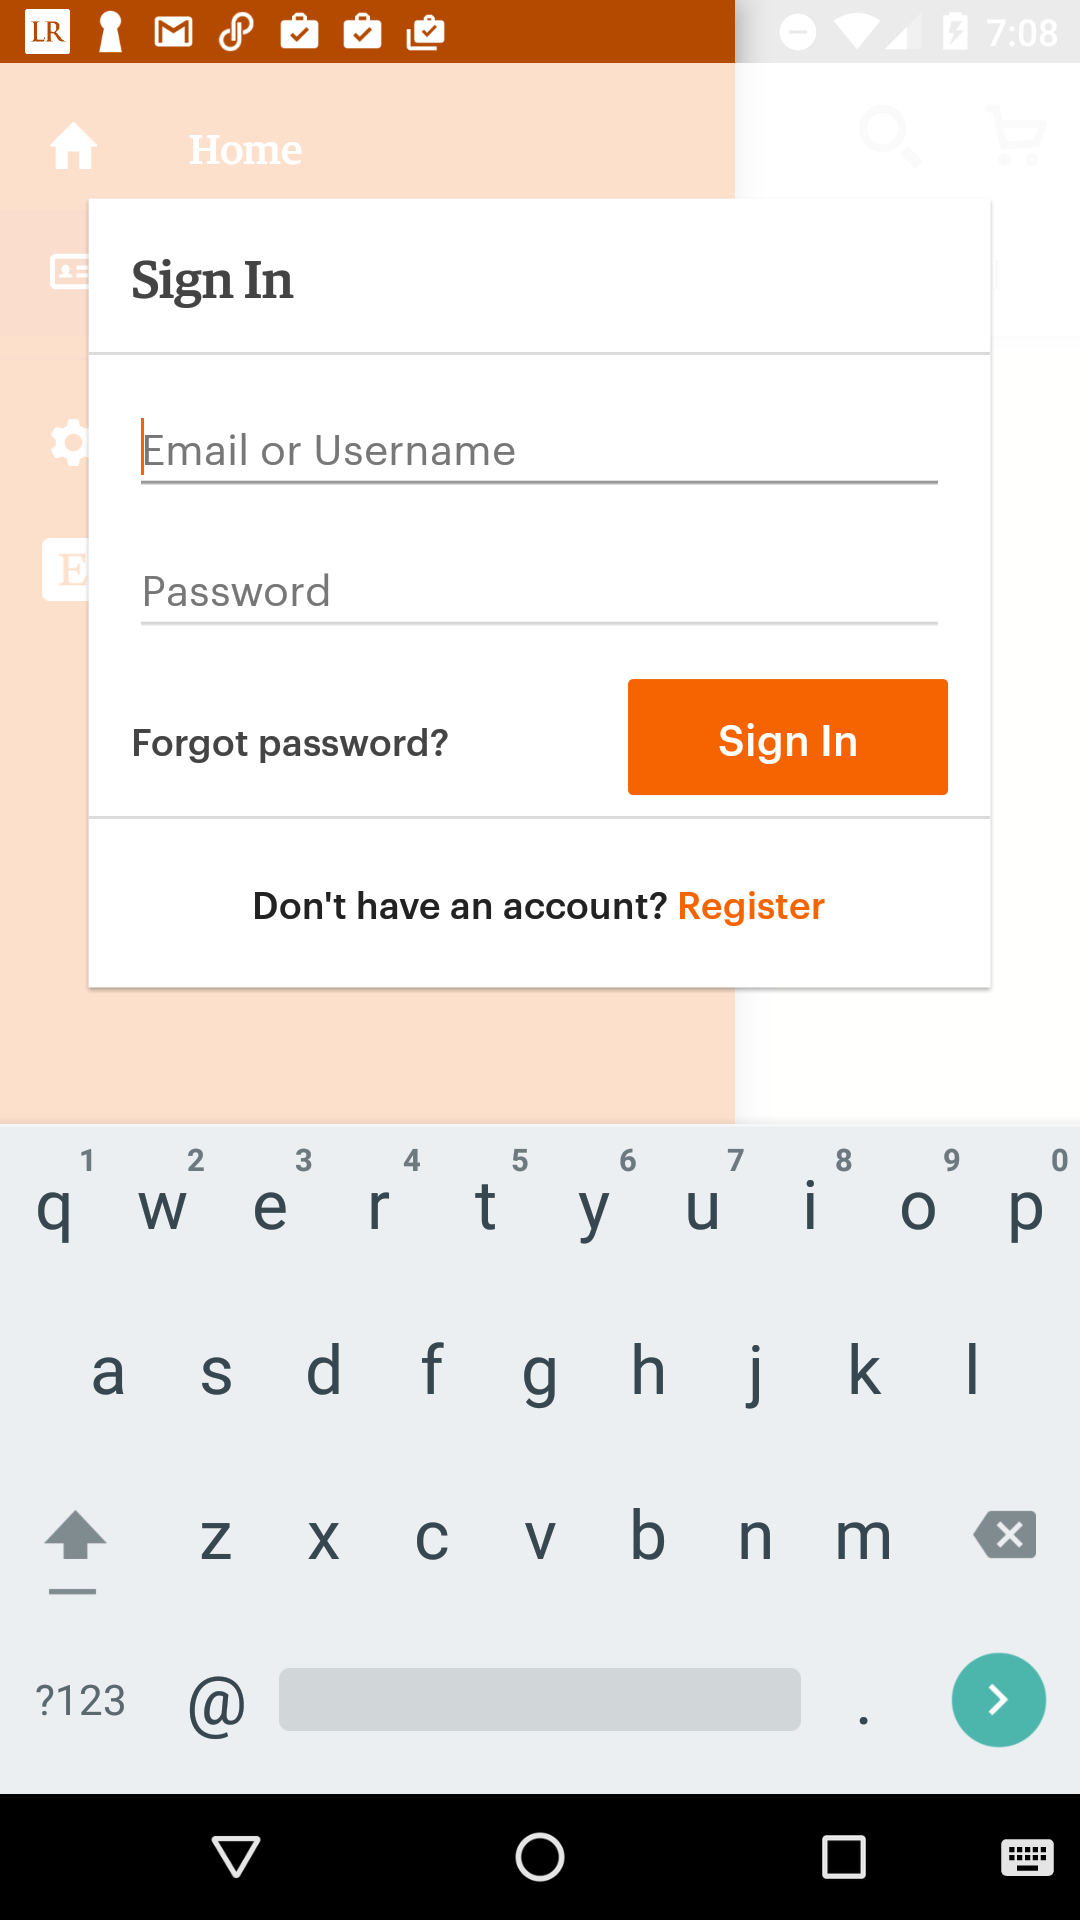 LR 7:08
Home
Sign In
Email or Username
E
Password
Forgot password? Sign In
Don't have an account? Register
1 2 3 4 5 6 7 8 9 0
q w e r t y u i o p
a s d f g h j k l
z x c v b n m
?123 @ .